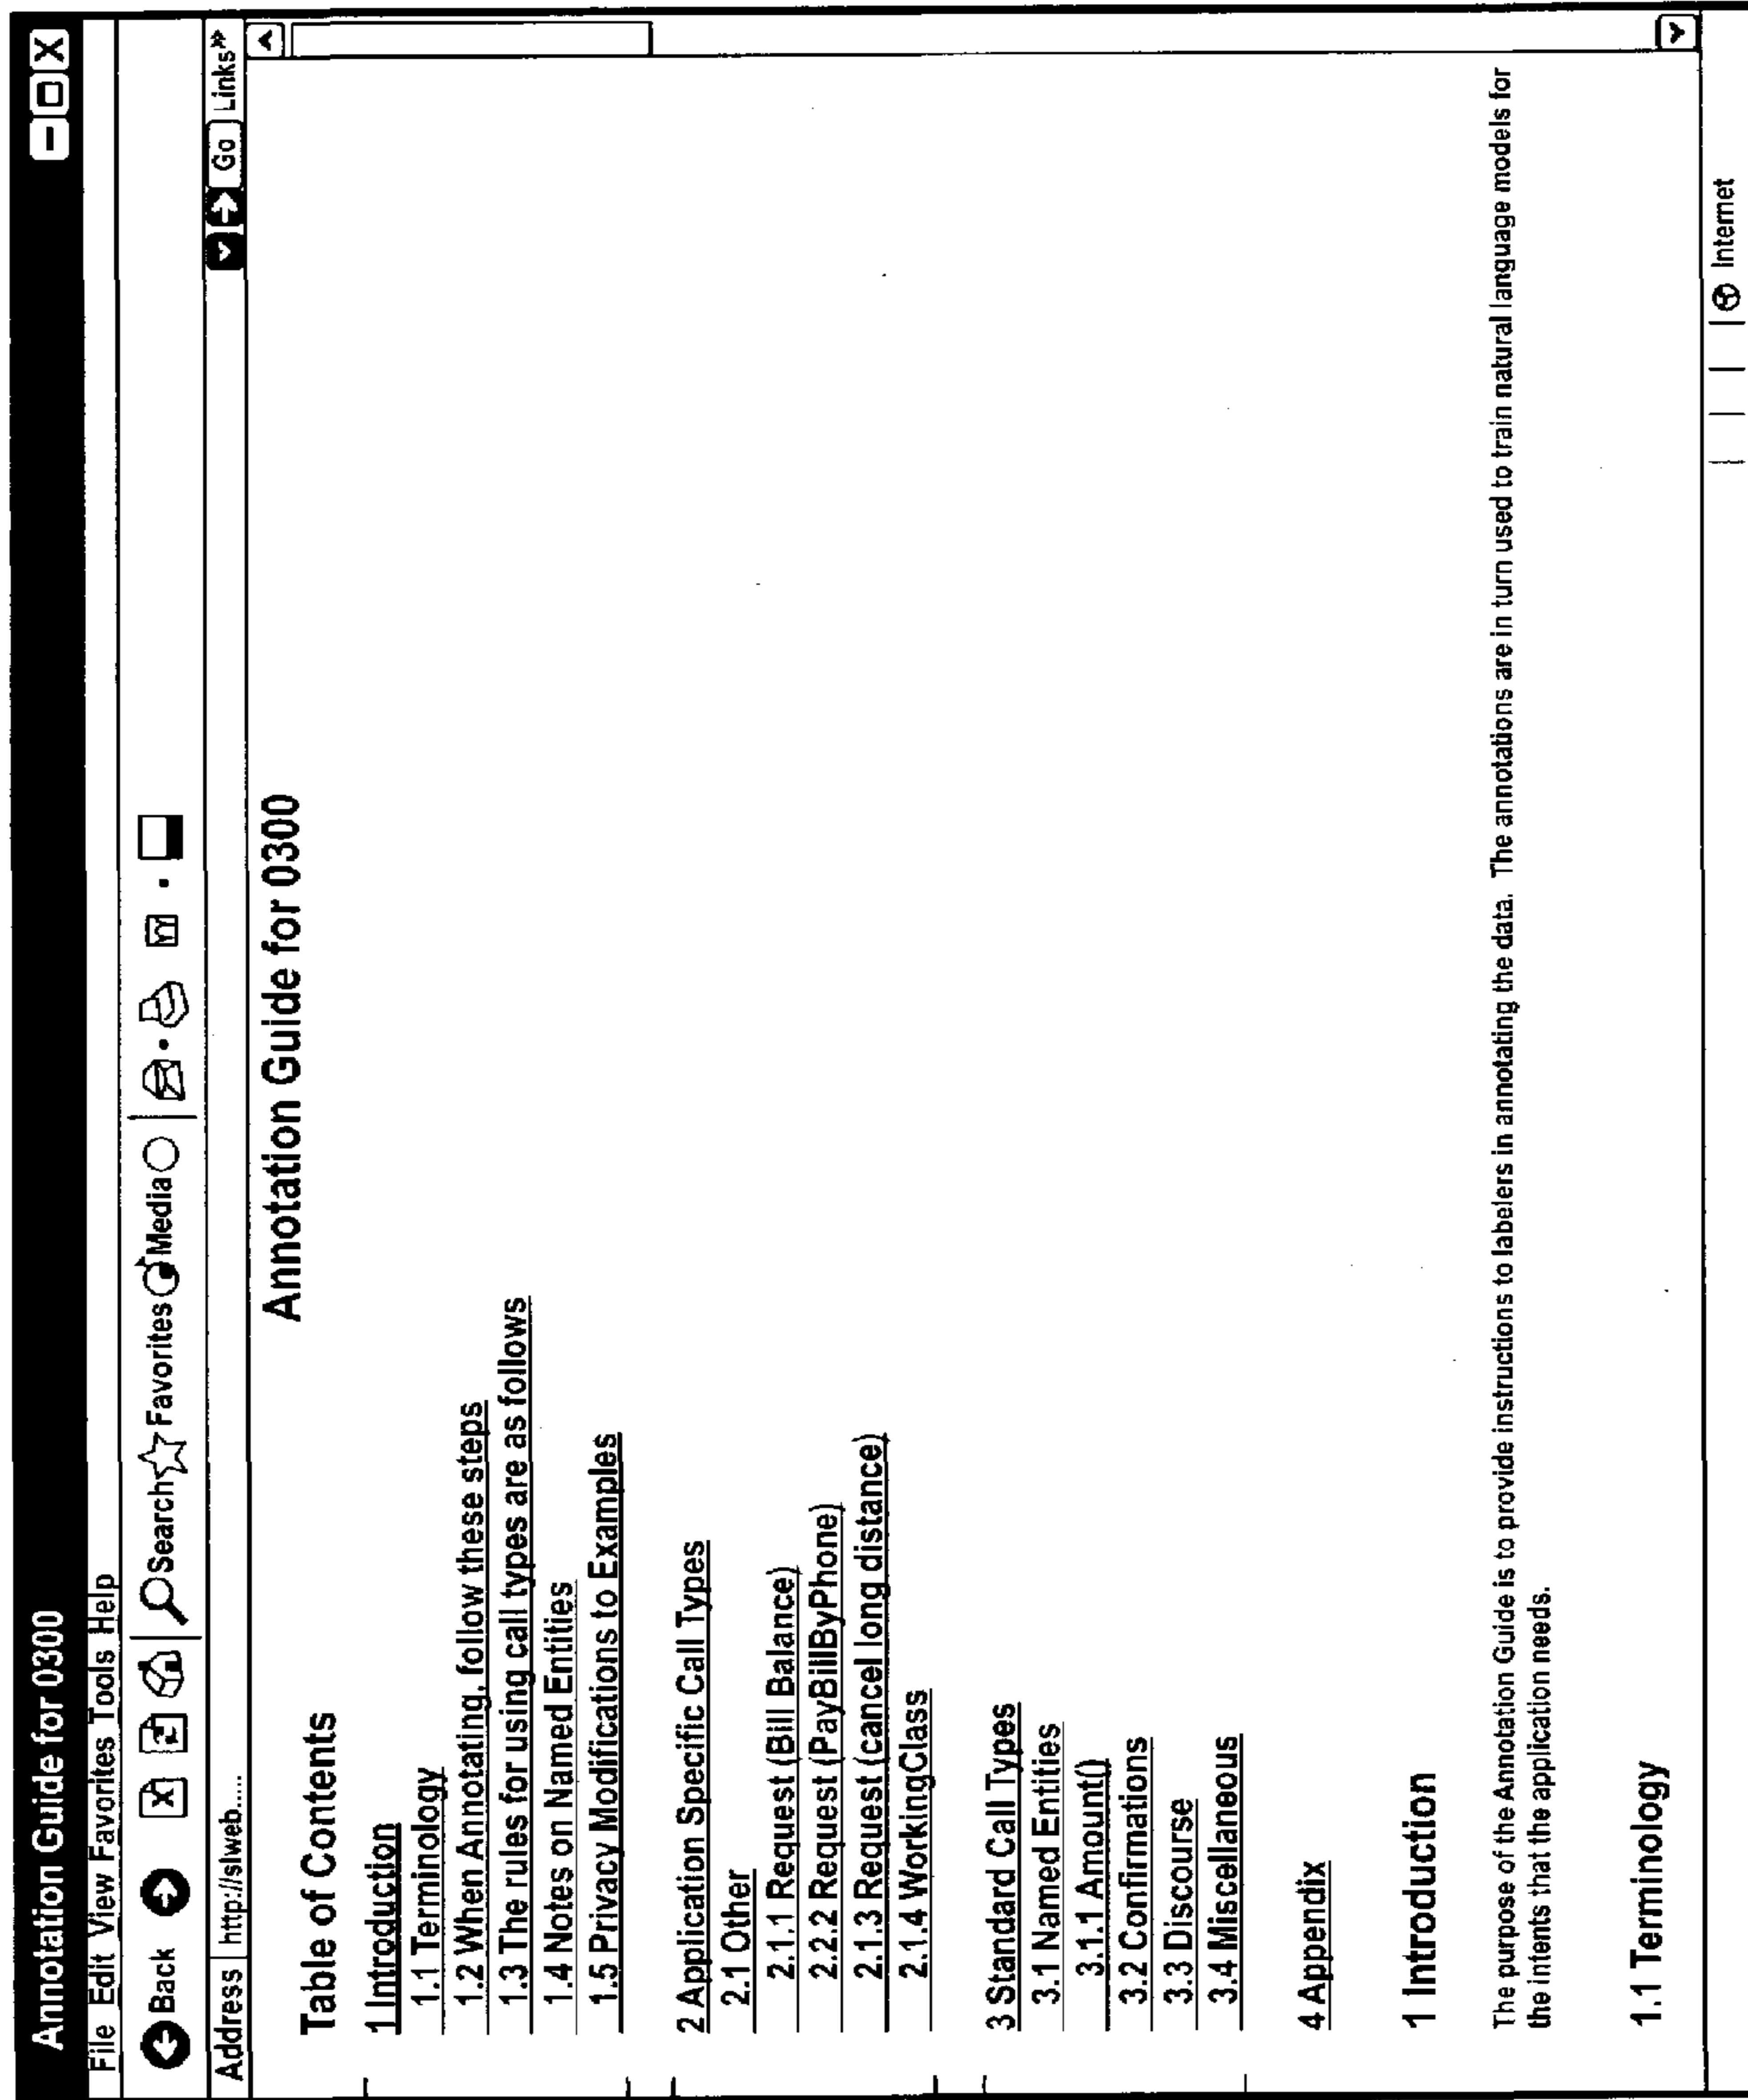 Annotation Guide for 0300
File Edit View Favorites Tools Help
Back Search Favorites Media
Address http://slweb.... Go Links»
Annotation Guide for 0300
Table of Contents
1 Introduction
1.1 Terminology
1.2 When Annotating, follow these steps
1.3 The rules for using call types are as follows
1.4 Notes on Named Entities
1.5 Privacy Modifications to Examples
2 Application Specific Call Types
2.1 Other
2.1.1 Request (Bill Balance)
2.2.2 Request (PayBillByPhone)
2.1.3 Request (cancel long distance)
2.1.4 WorkingClass
3 Standard Call Types
3.1 Named Entities
3.1.1 Amount()
3.2 Confirmations
3.3 Discourse
3.4 Miscellaneous
4 Appendix
1 Introduction
The purpose of the Annotation Guide is to provide instructions to labelers in annotating the data. The annotations are in turn used to train natural language models for
the intents that the application needs.
1.1 Terminology
Internet